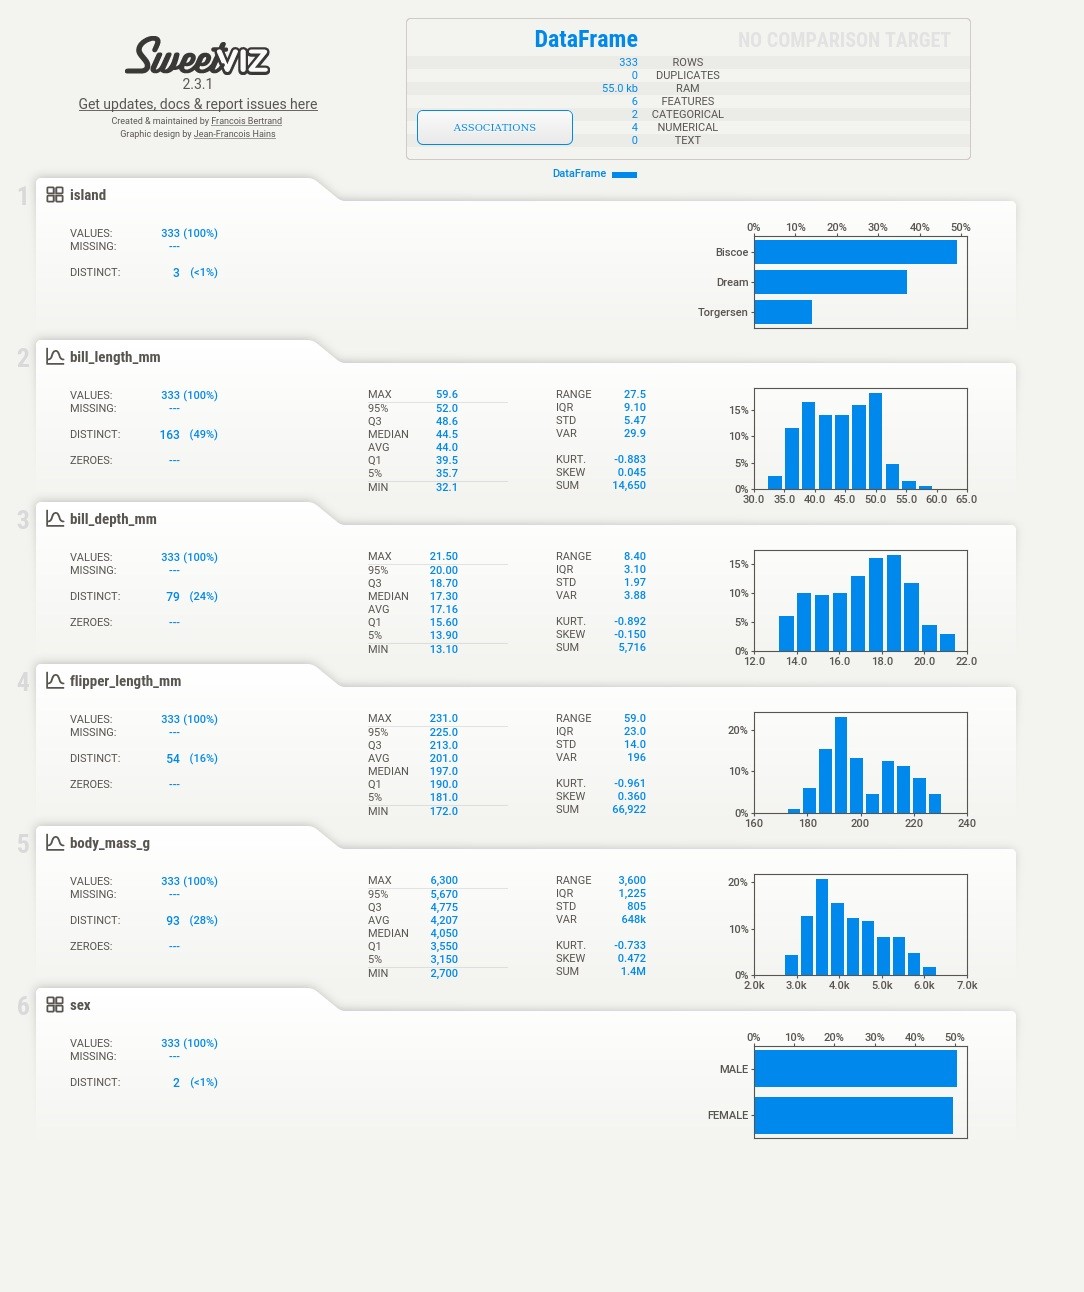 SweetVIZ
2.3.1
Get updates, docs & report issues here
Created & maintained by Francois Bertrand
Graphic design by Jean-Francois Hains
DataFrame NO COMPARISON TARGET
333 ROWS
0 DUPLICATES
55.0 kb RAM
6 FEATURES
2 CATEGORICAL
4 NUMERICAL
0 TEXT
ASSOCIATIONS
DataFrame
1 island
VALUES: 333 (100%)
MISSING: ---
DISTINCT: 3 (<1%)
0% 10% 20% 30% 40% 50%
Biscoe
Dream
Torgersen
2 bill_length_mm
VALUES: 333 (100%)
MISSING: ---
DISTINCT: 163 (49%)
ZEROES: ---
MAX 59.6
95% 52.0
Q3 48.6
MEDIAN 44.5
AVG 44.0
Q1 39.5
5% 35.7
MIN 32.1
RANGE 27.5
IQR 9.10
STD 5.47
VAR 29.9
KURT. -0.883
SKEW 0.045
SUM 14,650
15%
10%
5%
0%
30.0 35.0 40.0 45.0 50.0 55.0 60.0 65.0
3 bill_depth_mm
VALUES: 333 (100%)
MISSING: ---
DISTINCT: 79 (24%)
ZEROES: ---
MAX 21.50
95% 20.00
Q3 18.70
MEDIAN 17.30
AVG 17.16
Q1 15.60
5% 13.90
MIN 13.10
RANGE 8.40
IQR 3.10
STD 1.97
VAR 3.88
KURT. -0.892
SKEW -0.150
SUM 5,716
15%
10%
5%
0%
12.0 14.0 16.0 18.0 20.0 22.0
4 flipper_length_mm
VALUES: 333 (100%)
MISSING: ---
DISTINCT: 54 (16%)
ZEROES: ---
MAX 231.0
95% 225.0
Q3 213.0
AVG 201.0
MEDIAN 197.0
Q1 190.0
5% 181.0
MIN 172.0
RANGE 59.0
IQR 23.0
STD 14.0
VAR 196
KURT. -0.961
SKEW 0.360
SUM 66,922
20%
10%
0%
160 180 200 220 240
5 body_mass_g
VALUES: 333 (100%)
MISSING: ---
DISTINCT: 93 (28%)
ZEROES: ---
MAX 6,300
95% 5,670
Q3 4,775
AVG 4,207
MEDIAN 4,050
Q1 3,550
5% 3,150
MIN 2,700
RANGE 3,600
IQR 1,225
STD 805
VAR 648k
KURT. -0.733
SKEW 0.472
SUM 1.4M
20%
10%
0%
2.0k 3.0k 4.0k 5.0k 6.0k 7.0k
6 sex
VALUES: 333 (100%)
MISSING: ---
DISTINCT: 2 (<1%)
0% 10% 20% 30% 40% 50%
MALE
FEMALE